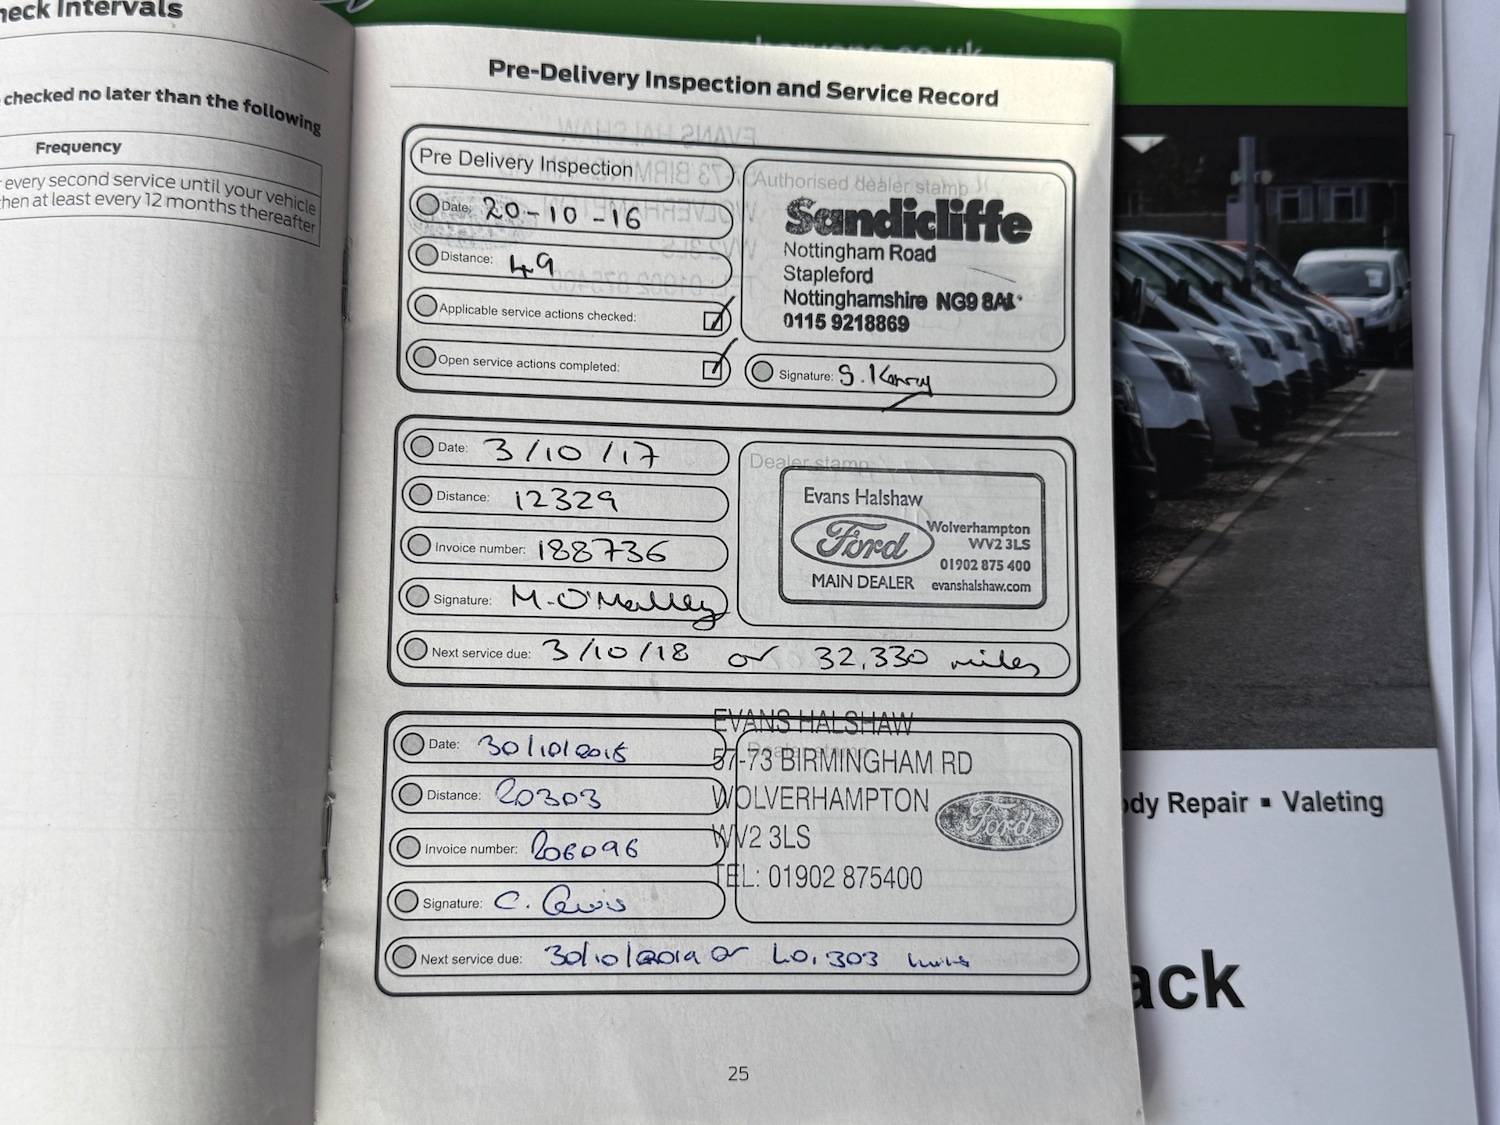 heck Intervals
checked no later than the following
Frequency
every second service until your vehicle
then at least every 12 months thereafter
Pre-Delivery Inspection and Service Record
Pre Delivery Inspection
Date: 20-10-16
Distance: 49
Applicable service actions checked:
Open service actions completed:
Authorised dealer stamp
Sandicliffe
Nottingham Road
Stapleford
Nottinghamshire NG9 8A
0115 9218869
Signature: S.
Date: 3/10/17
Distance: 12329
Invoice number: 188736
Signature: M. O'Malley
Dealer stamp
Evans Halshaw
Ford
MAIN DEALER
Wolverhampton
WV2 3LS
01902 875 400
evanshalshaw.com
Next service due: 3/10/18 or 32,330 miles
Date: 30/10/
Distance: 20303
Invoice number: 206096
Signature: C.
Dealer stamp
EVANS HALSHAW
57-73 BIRMINGHAM RD
WOLVERHAMPTON
WV2 3LS
TEL: 01902 875400
Ford
Next service due: 30/10/2019 or 40,303 miles
25
ody Repair ▪ Valeting
ack